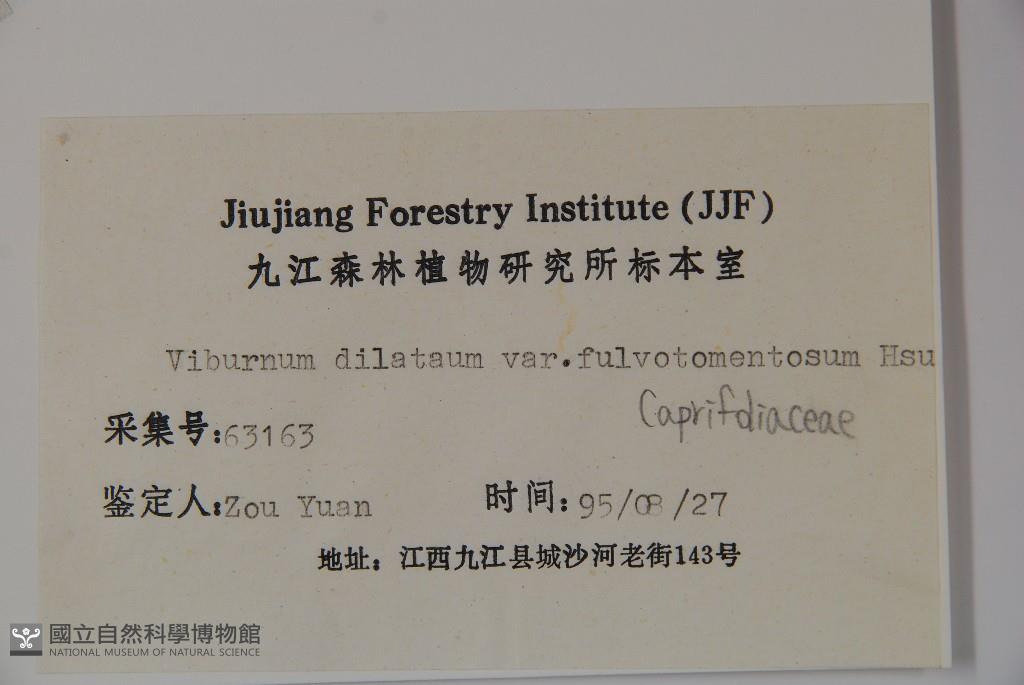 Jiujiang Forestry Institute (JJF)
九江森林植物研究所标本室
Viburnum dilataum var.fulvotomentosum Hsu
Caprifoliaceae
采集号:63163
鉴定人:Zou Yuan 时间:95/08/27
地址:江西九江县城沙河老街143号
國立自然科學博物館
NATIONAL MUSEUM OF NATURAL SCIENCE